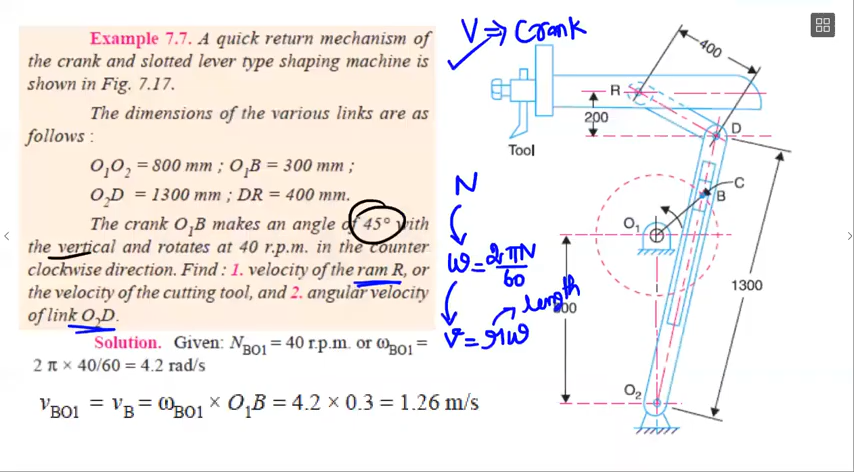 Example 7.7. A quick return mechanism of
the crank and slotted lever type shaping machine is
shown in Fig. 7.17.
The dimensions of the various links are as
follows :
O₁O₂ = 800 mm ; O₁B = 300 mm ;
O₂D = 1300 mm ; DR = 400 mm.
The crank O₁B makes an angle of 45° with
the vertical and rotates at 40 r.p.m. in the counter
clockwise direction. Find : 1. velocity of the ram R, or
the velocity of the cutting tool, and 2. angular velocity
of link O₂D.
Solution. Given: N_BO1 = 40 r.p.m. or ω_BO1 =
2 π × 40/60 = 4.2 rad/s
v_BO1 = v_B = ω_BO1 × O₁B = 4.2 × 0.3 = 1.26 m/s
V ⇒ Crank
N
ω = 2πN/60
V = rω
length
400
R
200
D
Tool
C
B
O₁
1300
O₂